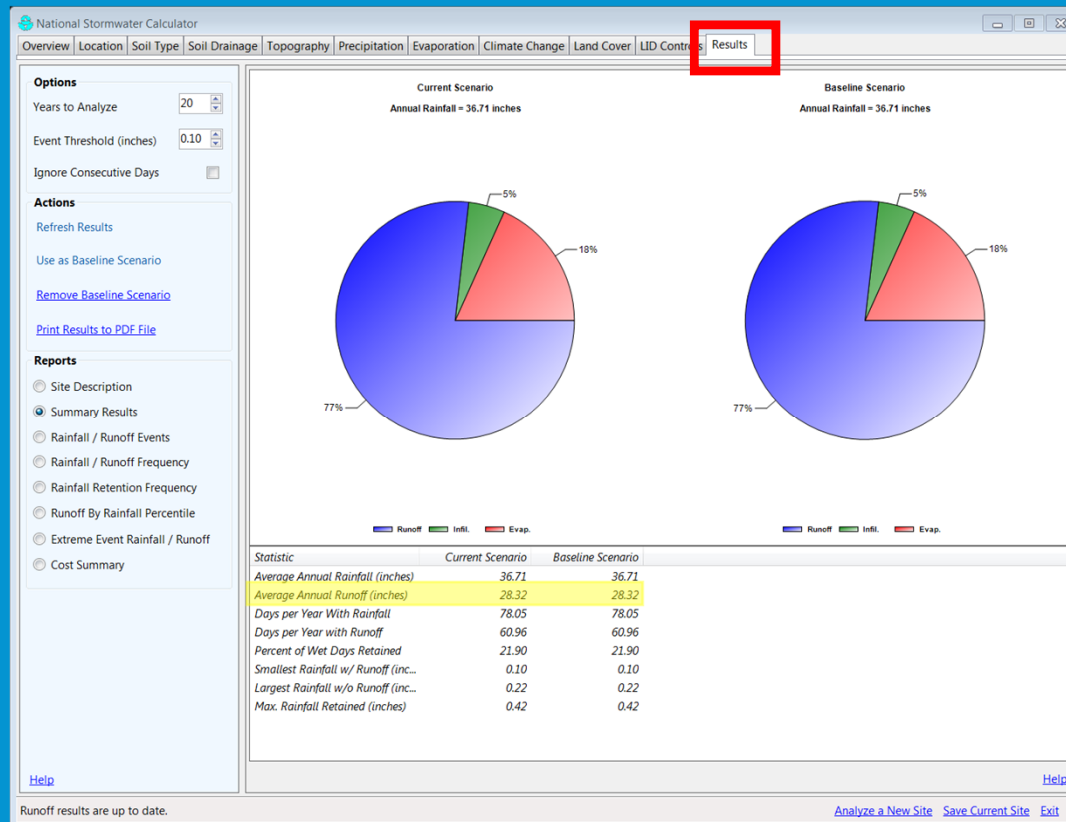 National Stormwater Calculator
Overview Location Soil Type Soil Drainage Topography Precipitation Evaporation Climate Change Land Cover LID Contro s Results
Options
Years to Analyze 20
Event Threshold (inches) 0.10
Ignore Consecutive Days
Actions
Refresh Results
Use as Baseline Scenario
Remove Baseline Scenario
Print Results to PDF File
Reports
Site Description
Summary Results
Rainfall / Runoff Events
Rainfall / Runoff Frequency
Rainfall Retention Frequency
Runoff By Rainfall Percentile
Extreme Event Rainfall / Runoff
Cost Summary
Help
Current Scenario
Annual Rainfall = 36.71 inches
5%
18%
77%
Runoff Infil. Evap.
Baseline Scenario
Annual Rainfall = 36.71 inches
5%
18%
77%
Runoff Infil. Evap.
Statistic Current Scenario Baseline Scenario
Average Annual Rainfall (inches) 36.71 36.71
Average Annual Runoff (inches) 28.32 28.32
Days per Year With Rainfall 78.05 78.05
Days per Year with Runoff 60.96 60.96
Percent of Wet Days Retained 21.90 21.90
Smallest Rainfall w/ Runoff (inc... 0.10 0.10
Largest Rainfall w/o Runoff (inc... 0.22 0.22
Max. Rainfall Retained (inches) 0.42 0.42
Help
Runoff results are up to date.
Analyze a New Site Save Current Site Exit